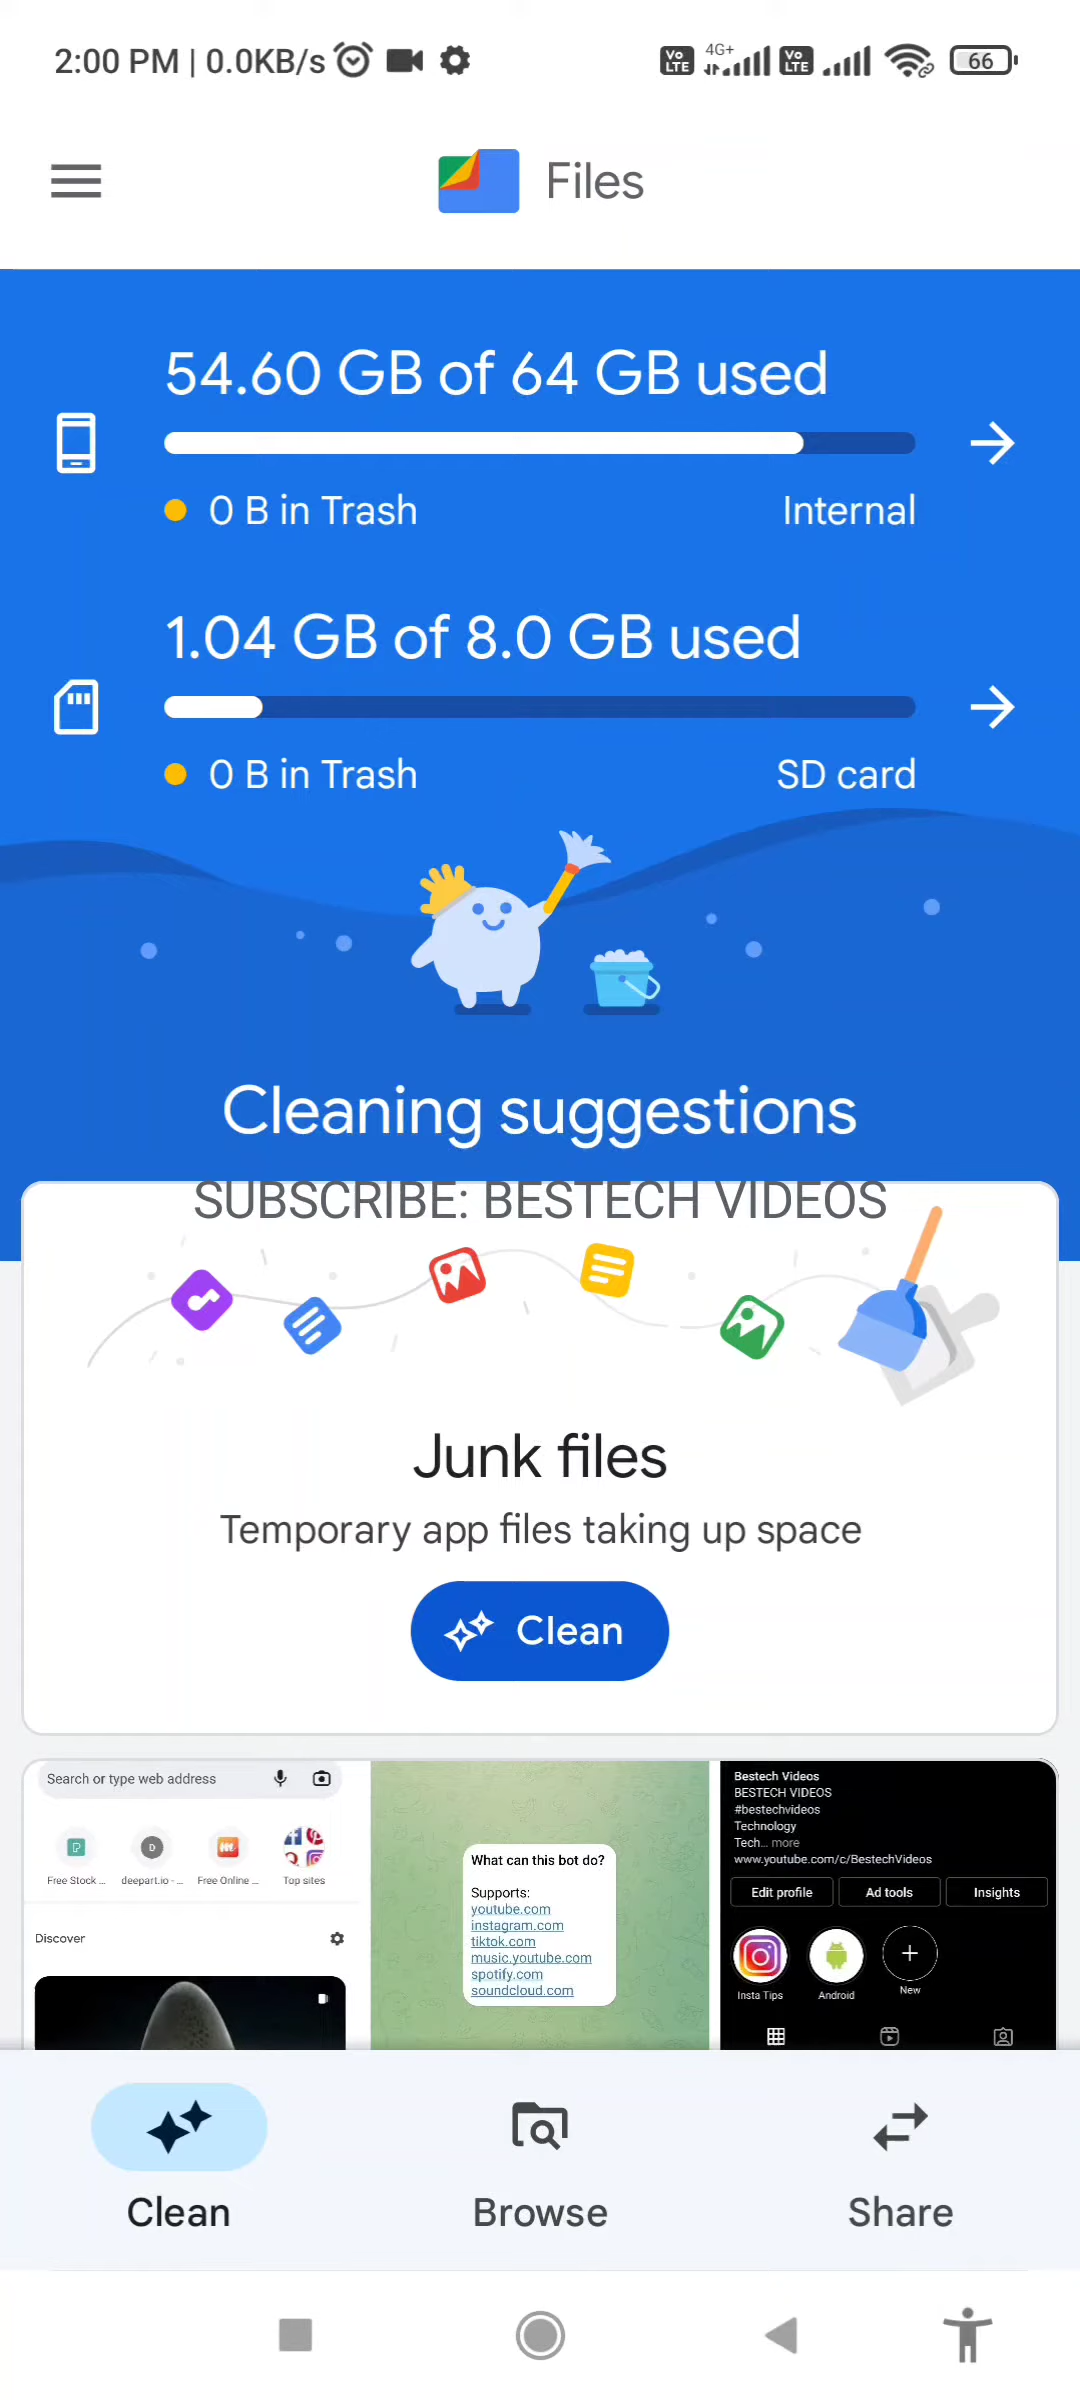 2:00 PM | 0.0KB/s
Vo LTE 4G+ Vo LTE 66
Files
54.60 GB of 64 GB used
0 B in Trash Internal
1.04 GB of 8.0 GB used
0 B in Trash SD card
Cleaning suggestions
SUBSCRIBE: BESTECH VIDEOS
Junk files
Temporary app files taking up space
Clean
Search or type web address
P D
Free Stock ... deepart.io - ... Free Online ... Top sites
Discover
What can this bot do?
Supports:
youtube.com
instagram.com
tiktok.com
music.youtube.com
spotify.com
soundcloud.com
Bestech Videos
BESTECH VIDEOS
#bestechvideos
Technology
Tech... more
www.youtube.com/c/BestechVideos
Edit profile Ad tools Insights
Insta Tips Android New
Clean Browse Share